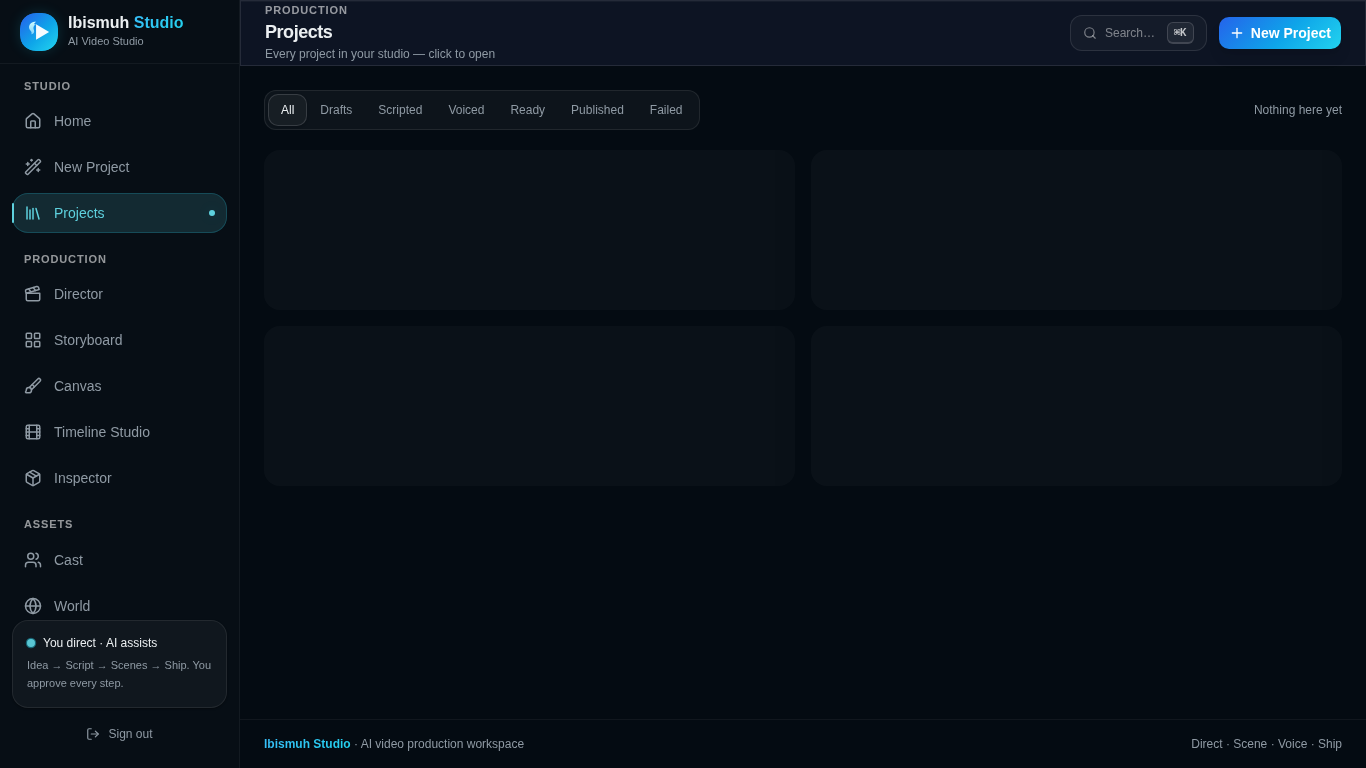 Ibismuh Studio
AI Video Studio
STUDIO
Home
New Project
Projects
PRODUCTION
Director
Storyboard
Canvas
Timeline Studio
Inspector
ASSETS
Cast
World
You direct · AI assists
Idea → Script → Scenes → Ship. You
approve every step.
Sign out
PRODUCTION
Projects
Every project in your studio — click to open
Search…
⌘K
New Project
All
Drafts
Scripted
Voiced
Ready
Published
Failed
Nothing here yet
Ibismuh Studio · AI video production workspace
Direct · Scene · Voice · Ship